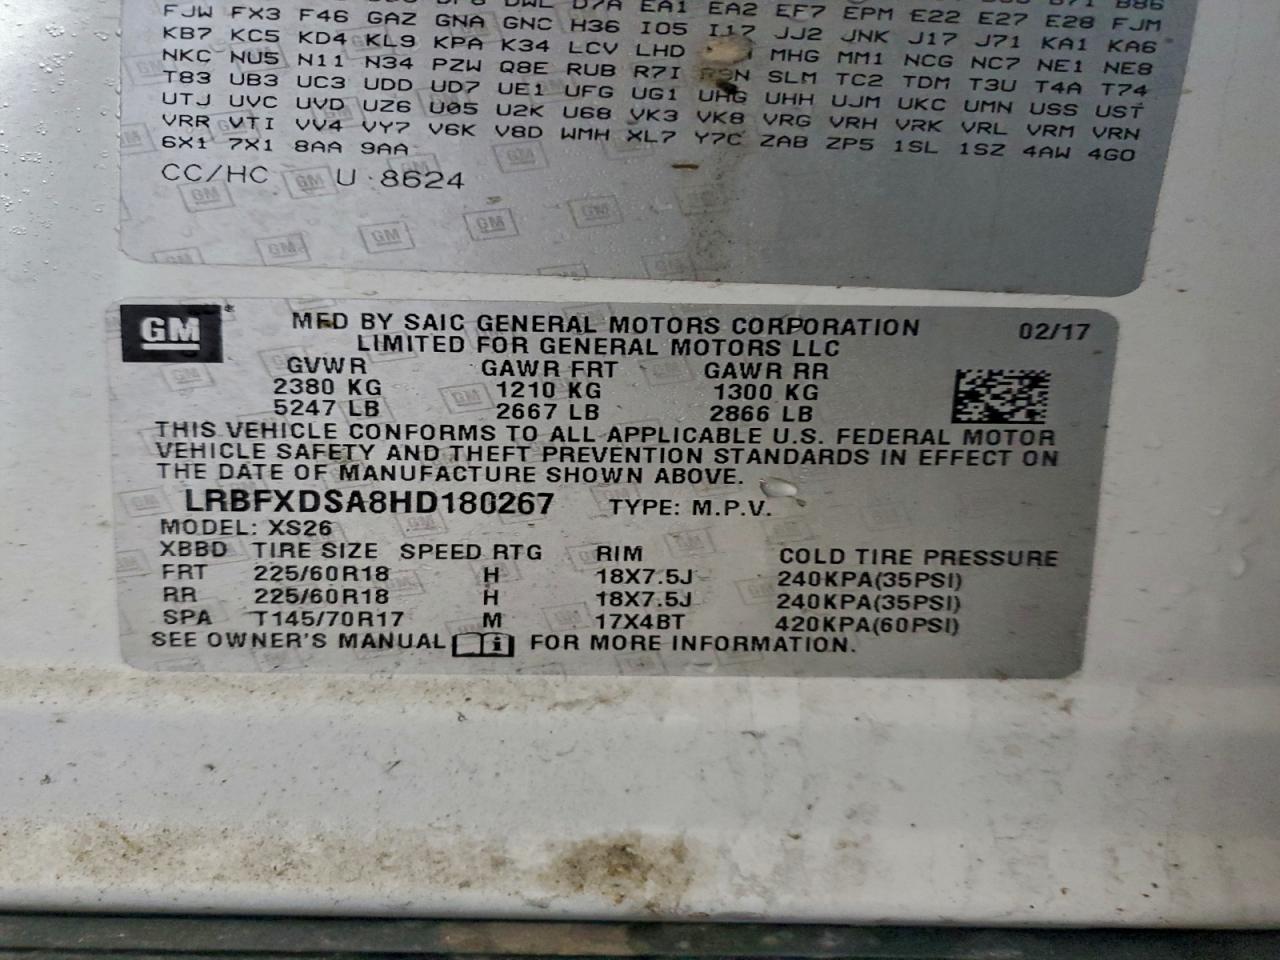 EA1 EA2 EF7 EPM E22 E27 E28 FJM
FJW FX3 F46 GAZ GNA GNC H36 I05 I17 JJ2 JNK J17 J71 KA1 KA6
KB7 KC5 KD4 KL9 KPA K34 LCV LHD MHG MM1 NCG NC7 NE1 NE8
NKC NU5 N11 N34 PZW Q8E RUB R7I SLM TC2 TDM T3U T4A T74
T83 UB3 UC3 UDD UD7 UE1 UFG UG1 UHG UHH UJM UKC UMN USS UST
UTJ UVC UVD UZ6 U05 U2K U68 VK3 VK8 VRG VRH VRK VRL VRM VRN
VRR VTI VV4 VY7 V6K V8D WMH XL7 Y7C ZAB ZP5 1SL 1SZ 4AW 4GO
6X1 7X1 8AA 9AA
CC/HC U 8624
GM
MFD BY SAIC GENERAL MOTORS CORPORATION 02/17
LIMITED FOR GENERAL MOTORS LLC
GVWR GAWR FRT GAWR RR
2380 KG 1210 KG 1300 KG
5247 LB 2667 LB 2866 LB
THIS VEHICLE CONFORMS TO ALL APPLICABLE U.S. FEDERAL MOTOR
VEHICLE SAFETY AND THEFT PREVENTION STANDARDS IN EFFECT ON
THE DATE OF MANUFACTURE SHOWN ABOVE.
LRBFXDSA8HD180267 TYPE: M.P.V.
MODEL: XS26
XBBD TIRE SIZE SPEED RTG RIM COLD TIRE PRESSURE
FRT 225/60R18 H 18X7.5J 240KPA(35PSI)
RR 225/60R18 H 18X7.5J 240KPA(35PSI)
SPA T145/70R17 M 17X4BT 420KPA(60PSI)
SEE OWNER'S MANUAL FOR MORE INFORMATION.